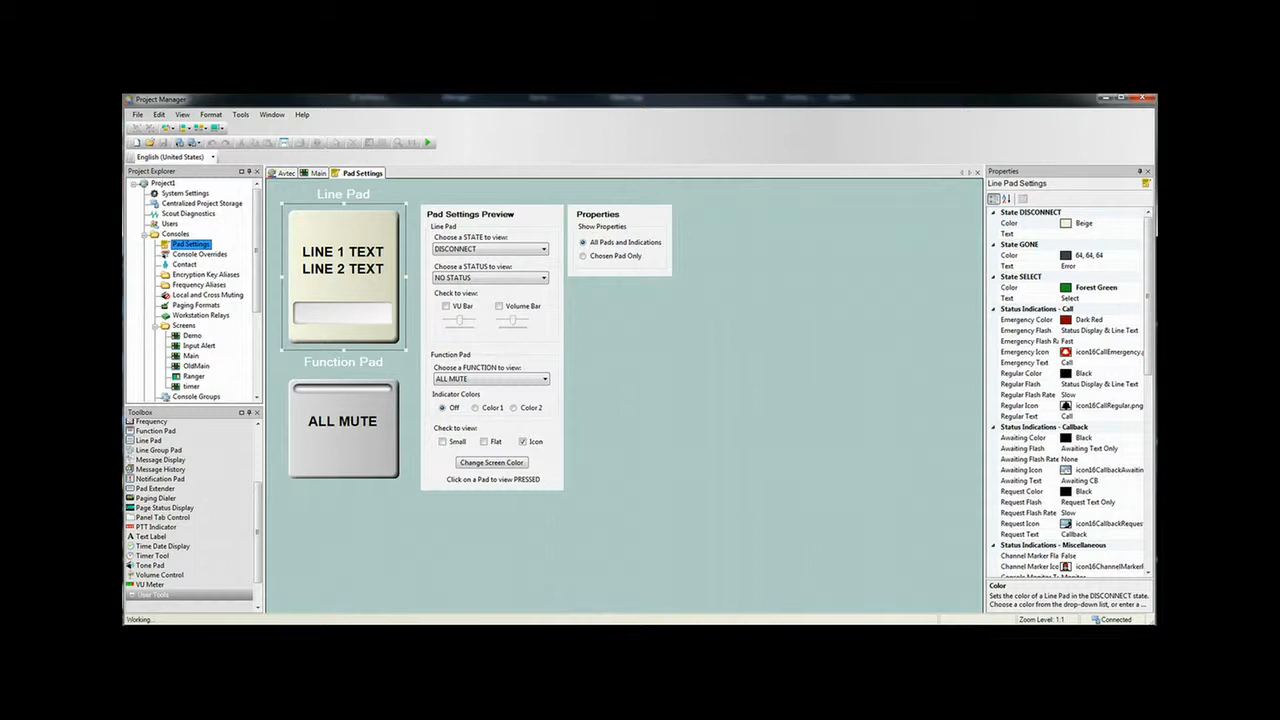 Project Manager
File Edit View Format Tools Window Help
English (United States)
Project Explorer
Project1
System Settings
Centralized Project Storage
Scout Diagnostics
Users
Consoles
Pad Settings
Console Overrides
Contact
Encryption Key Aliases
Frequency Aliases
Local and Cross Muting
Paging Formats
Workstation Relays
Screens
Demo
Input Alert
Main
OldMain
Ranger
timer
Console Groups
Toolbox
Frequency
Function Pad
Line Pad
Line Group Pad
Message Display
Message History
Notification Pad
Pad Extender
Paging Dialer
Page Status Display
Panel Tab Control
PTT Indicator
Text Label
Time Date Display
Timer Tool
Tone Pad
Volume Control
VU Meter
User Tools
Working...
Avtec Main Pad Settings
Line Pad
LINE 1 TEXT
LINE 2 TEXT
Function Pad
ALL MUTE
Pad Settings Preview
Line Pad
Choose a STATE to view:
DISCONNECT
Choose a STATUS to view:
NO STATUS
Check to view:
VU Bar Volume Bar
Function Pad
Choose a FUNCTION to view:
ALL MUTE
Indicator Colors
Off Color 1 Color 2
Check to view:
Small Flat Icon
Change Screen Color
Click on a Pad to view PRESSED
Properties
Show Properties
All Pads and Indications
Chosen Pad Only
Properties
Line Pad Settings
State DISCONNECT
Color Beige
Text
State GONE
Color 64, 64, 64
Text Error
State SELECT
Color Forest Green
Text Select
Status Indications - Call
Emergency Color Dark Red
Emergency Flash Status Display & Line Text
Emergency Flash Fast
Emergency Icon icon16CallEmergency.p
Emergency Text Call
Regular Color Black
Regular Flash Status Display & Line Text
Regular Flash Rate Slow
Regular Icon icon16CallRegular.png
Regular Text Call
Status Indications - Callback
Awaiting Color Black
Awaiting Flash Awaiting Text Only
Awaiting Flash Rate None
Awaiting Icon icon16CallbackAwaitin
Awaiting Text Awaiting CB
Request Color Black
Request Flash Request Text Only
Request Flash Rate Slow
Request Icon icon16CallbackReques
Request Text Callback
Status Indications - Miscellaneous
Channel Marker Fla False
Channel Marker Ico icon16ChannelMarkerI
Color
Sets the color of a Line Pad in the DISCONNECT state.
Choose a color from the drop-down list, or enter a ...
Zoom Level: 1:1 Connected